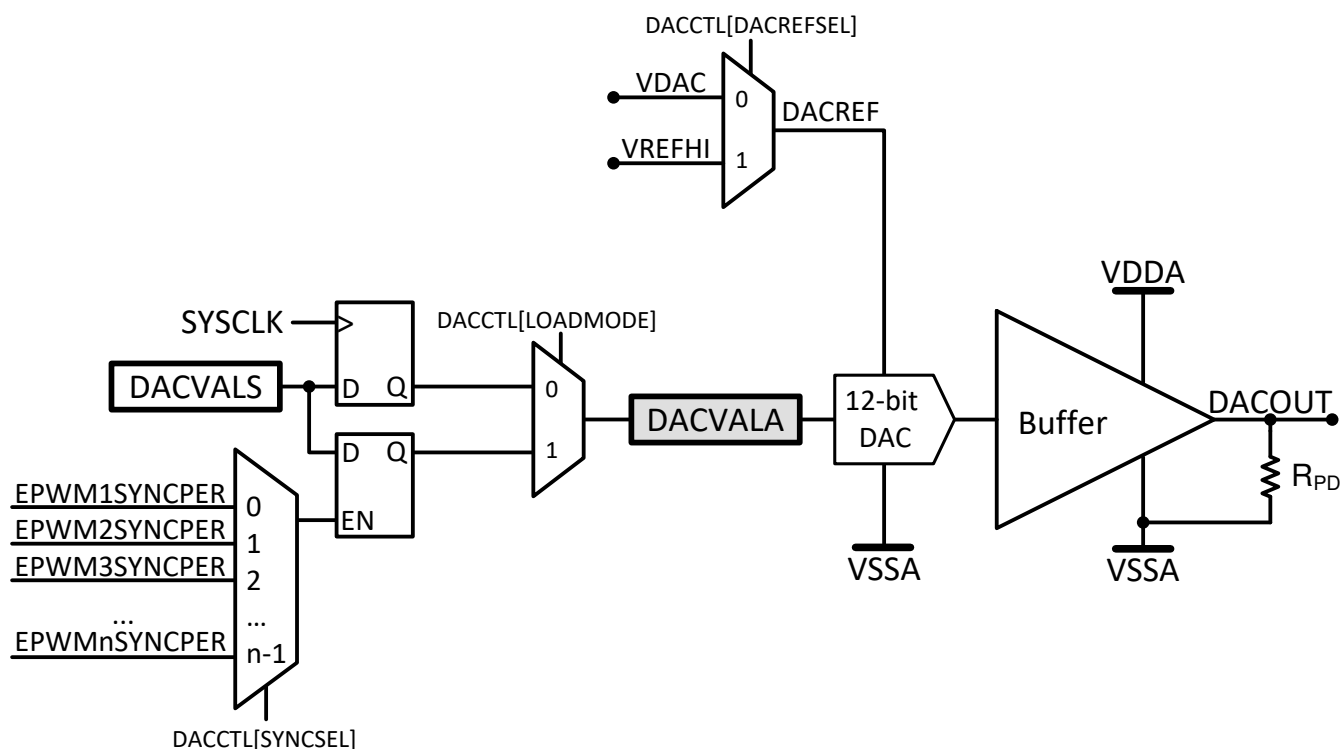 DACCTL[DACREFSEL]
VDAC
0
DACREF
VREFHI
1
VDDA
SYSCLK
DACCTL[LOADMODE]
DACVALS
D
Q
0
DACVALA
12-bit
DAC
Buffer
DACOUT
D
Q
1
RPD
EPWM1SYNCPER
0
EN
EPWM2SYNCPER
1
EPWM3SYNCPER
2
VSSA
VSSA
...
...
EPWMnSYNCPER
n-1
DACCTL[SYNCSEL]